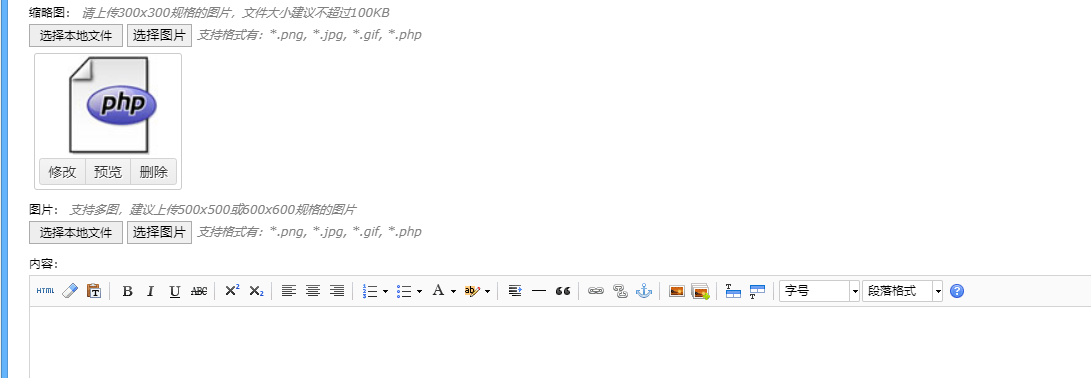 缩略图： 请上传300x300规格的图片，文件大小建议不超过100KB
选择本地文件 选择图片 支持格式有：*.png, *.jpg, *.gif, *.php
php
修改 预览 删除
图片： 支持多图，建议上传500x500或600x600规格的图片
选择本地文件 选择图片 支持格式有：*.png, *.jpg, *.gif, *.php
内容：
HTML B I U ABC X² X₂ A ab 字号 段落格式 ?